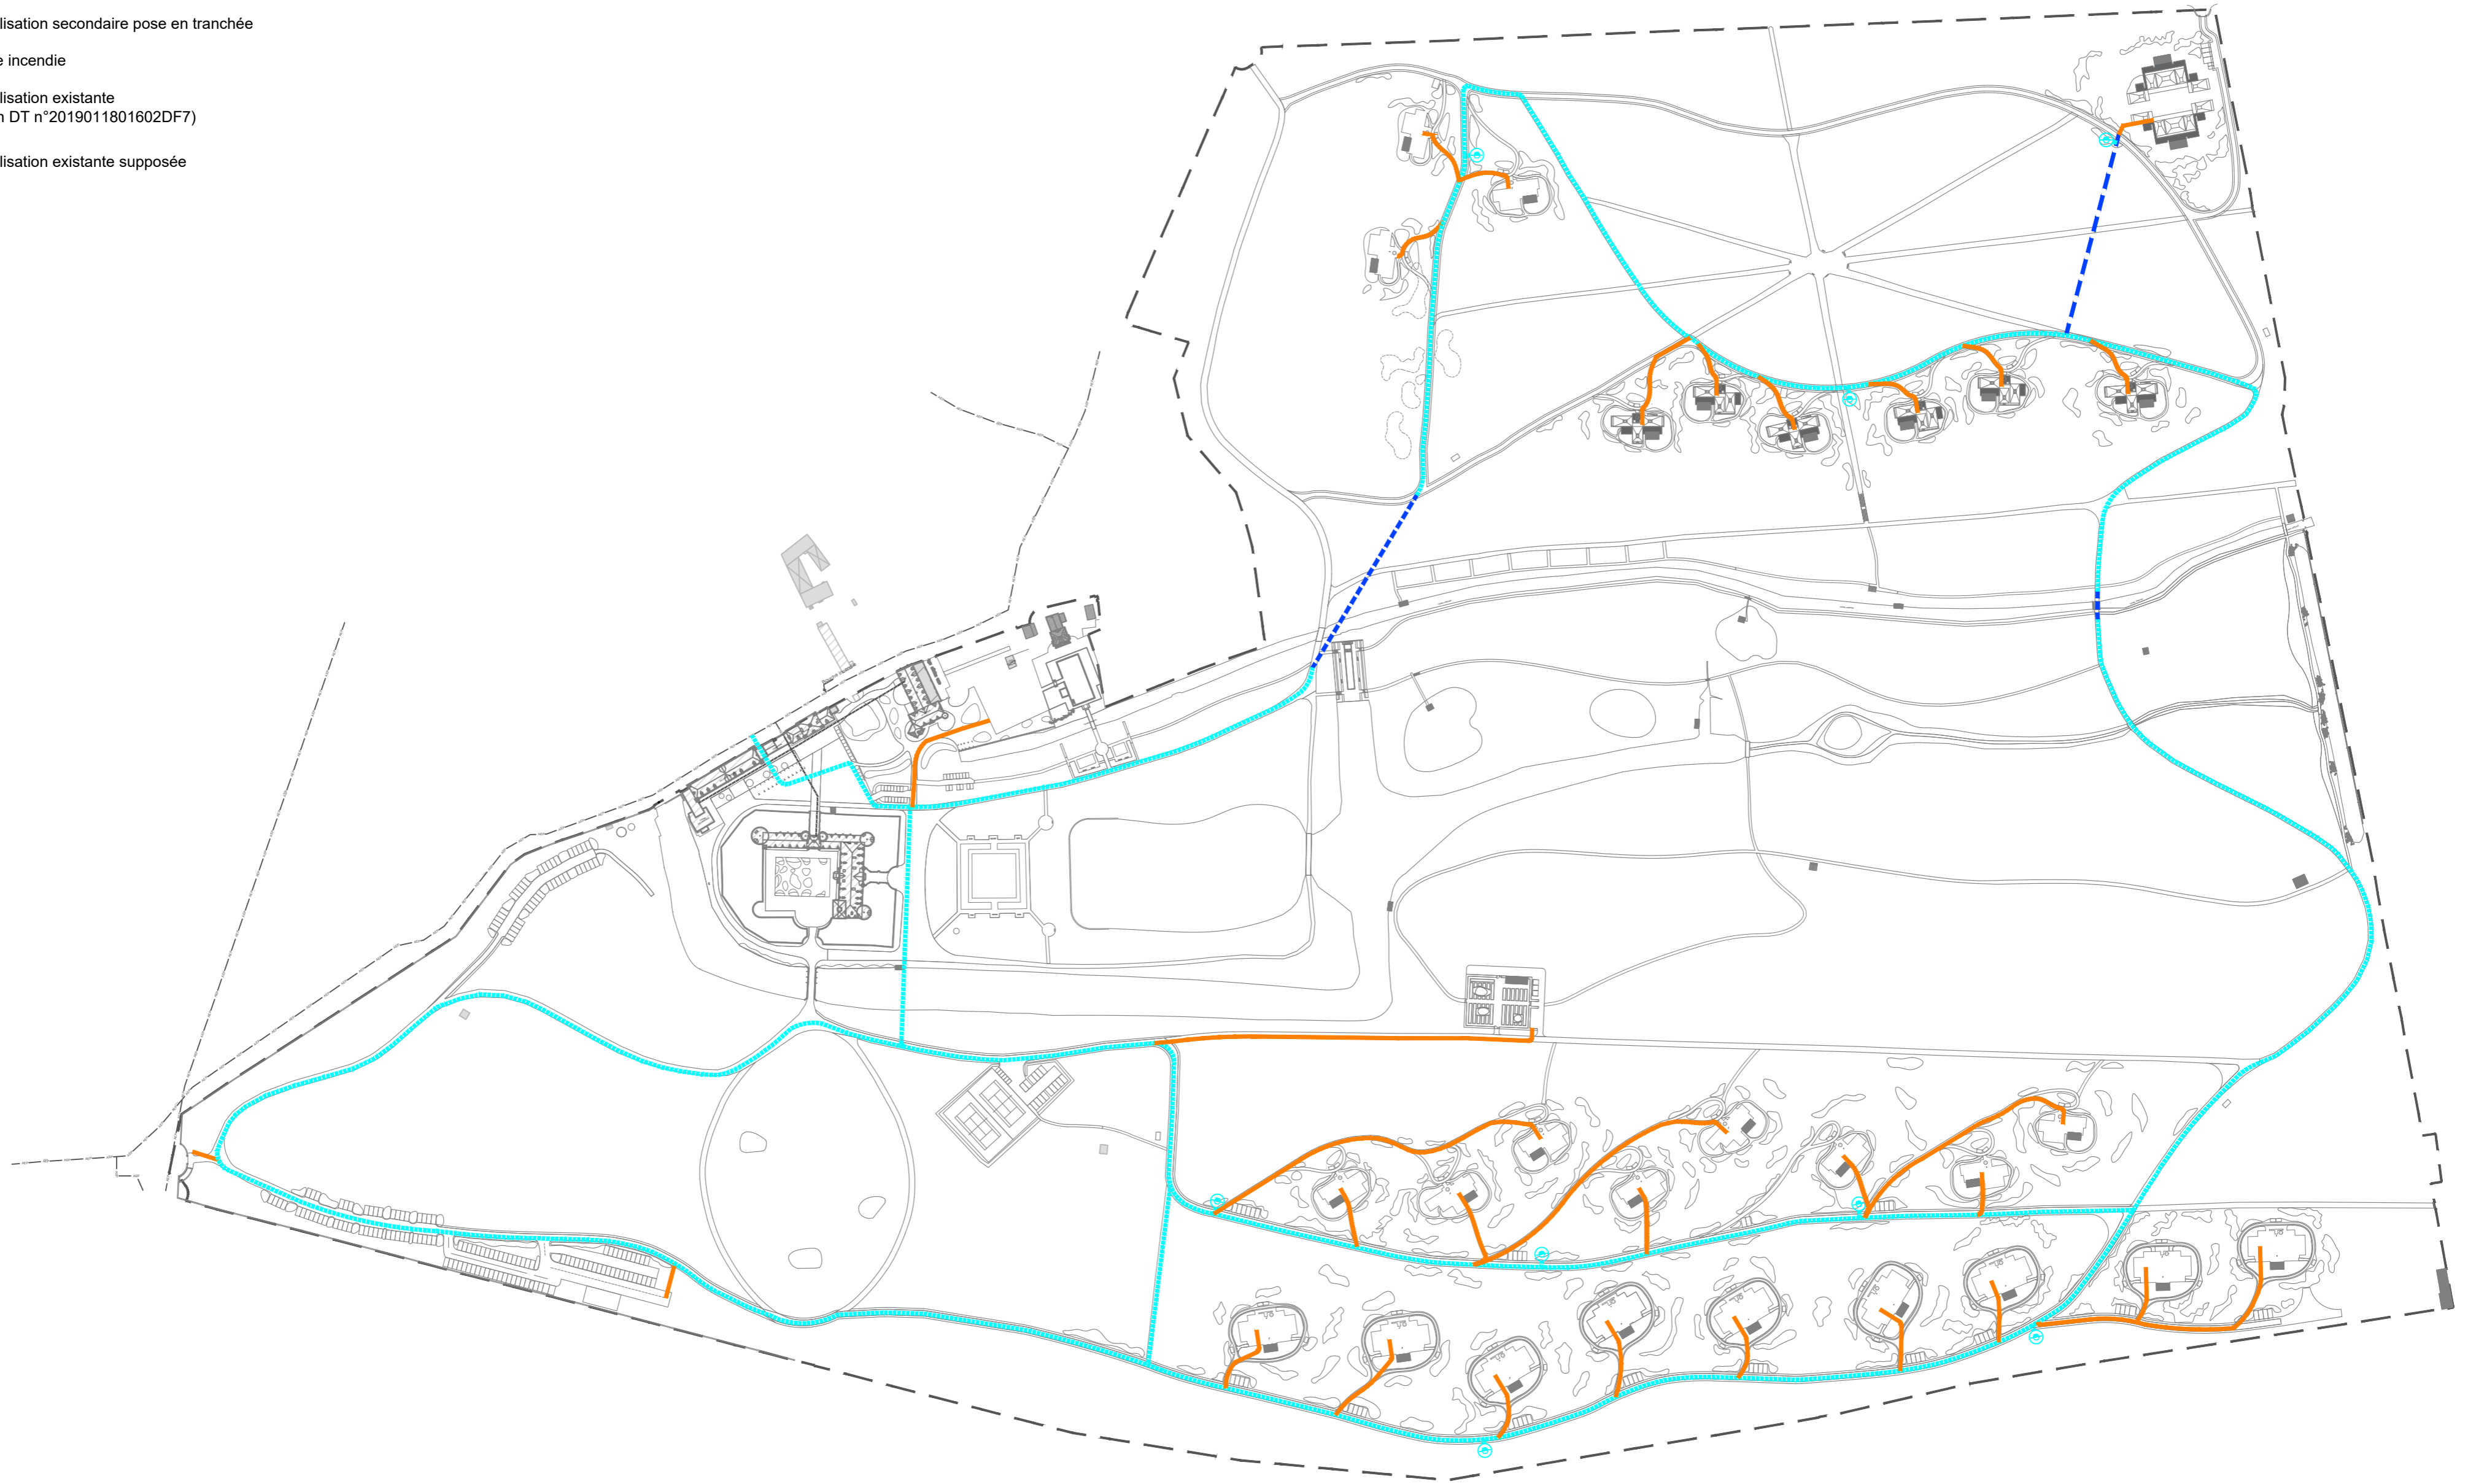 lisation secondaire pose en tranchée
e incendie
lisation existante
n DT n°2019011801602DF7)
lisation existante supposée